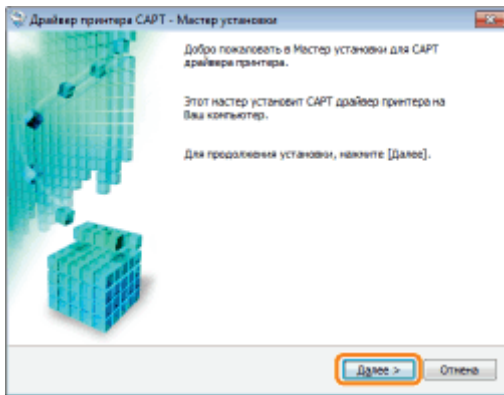 Драйвер принтера CAPT - Мастер установки
Добро пожаловать в Мастер установки для CAPT
драйвера принтера.
Этот мастер установит CAPT драйвер принтера на
Ваш компьютер.
Для продолжения установки, нажмите [Далее].
Далее >
Отмена